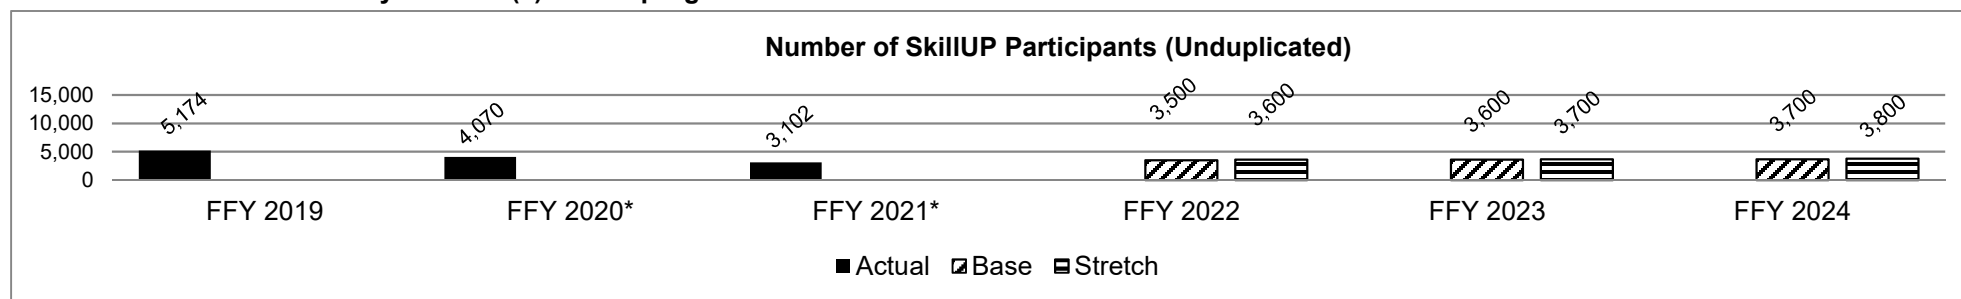 Number of SkillUP Participants (Unduplicated)
15,000
10,000
5,000
0
5,174
4,070
3,102
3,500
3,600
3,600
3,700
3,700
3,800
FFY 2019
FFY 2020*
FFY 2021*
FFY 2022
FFY 2023
FFY 2024
Actual Base Stretch